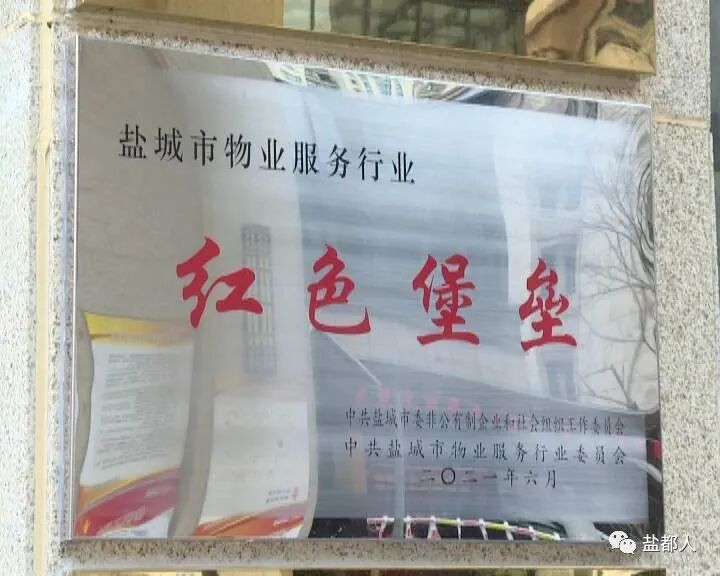 盐城市物业服务行业
红色堡垒
中共盐城市委非公有制企业和社会组织工作委员会
中共盐城市物业服务行业委员会
二〇二一年六月
盐都人